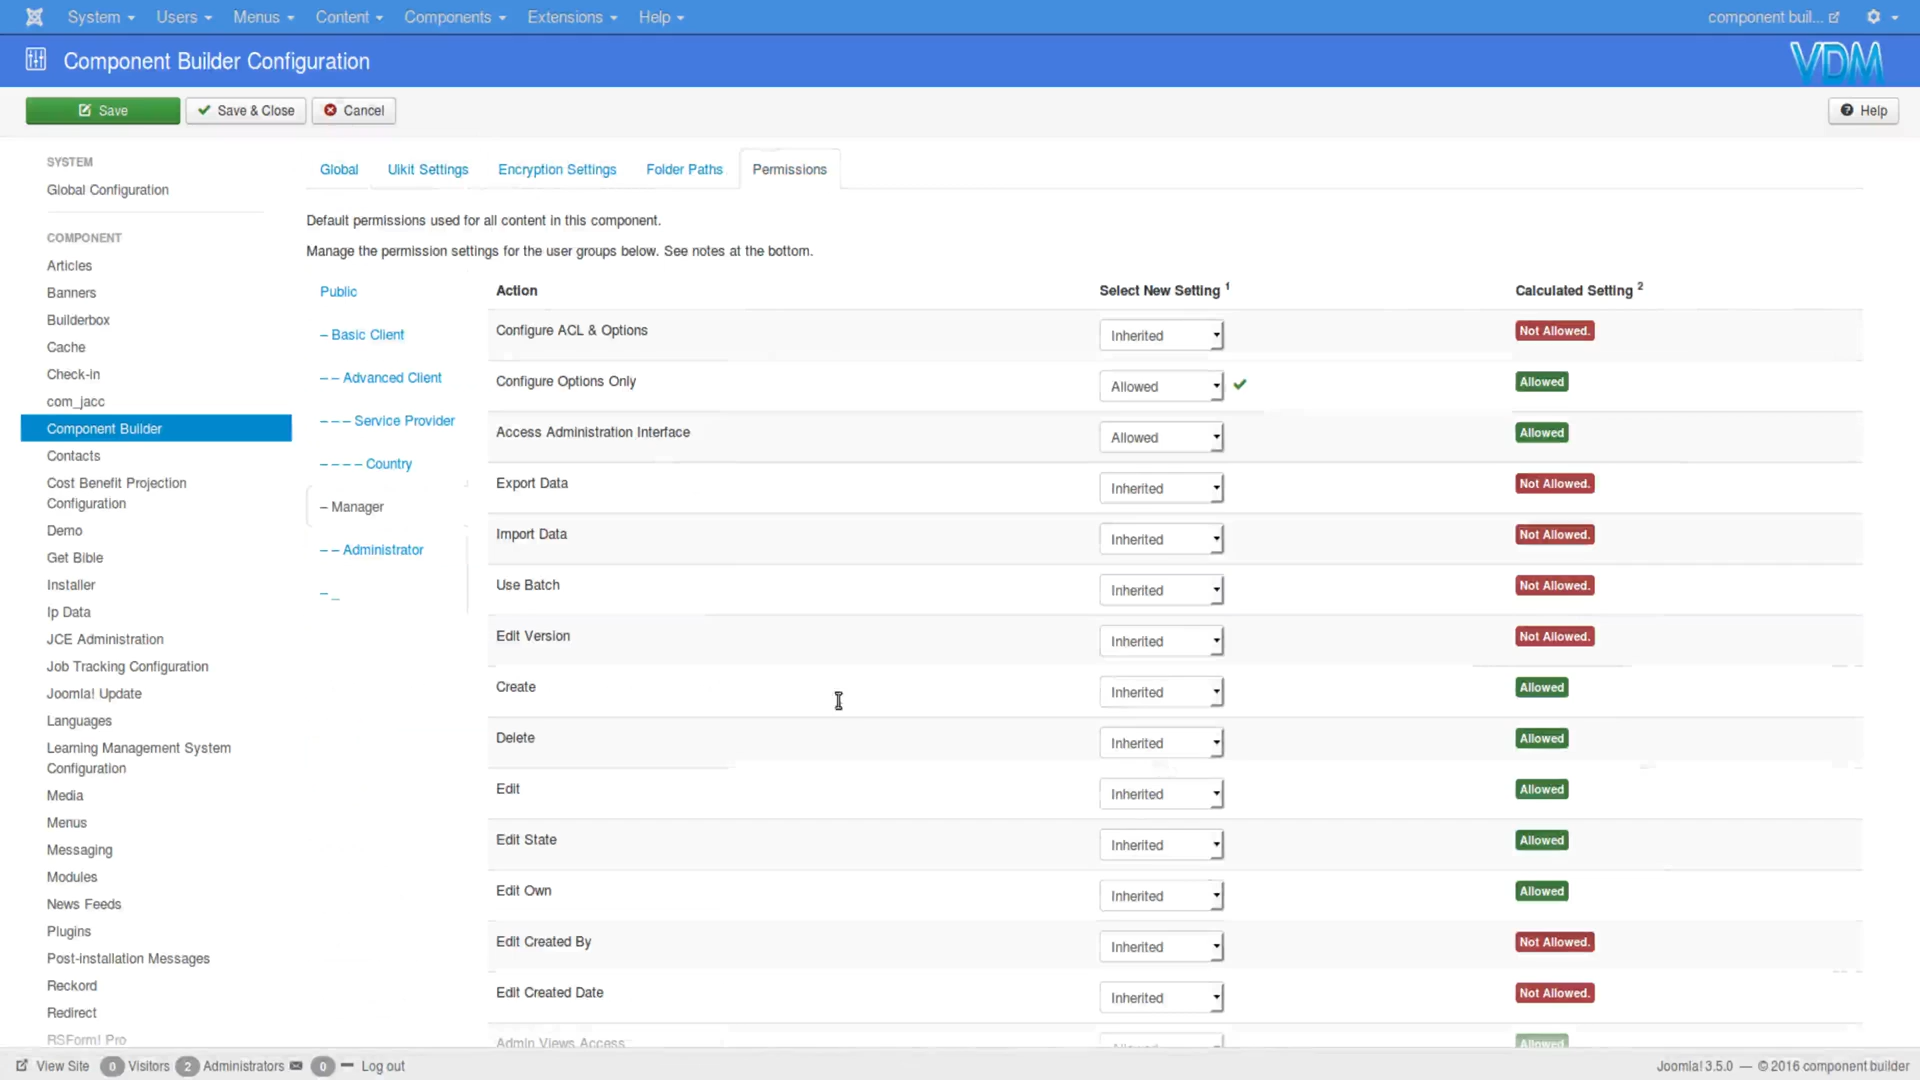 System Users Menus Content Components Extensions Help component buil...
Component Builder Configuration VDM
Save Save & Close Cancel Help
SYSTEM
Global Configuration
COMPONENT
Articles
Banners
Builderbox
Cache
Check-in
com_jacc
Component Builder
Contacts
Cost Benefit Projection
Configuration
Demo
Get Bible
Installer
Ip Data
JCE Administration
Job Tracking Configuration
Joomla! Update
Languages
Learning Management System
Configuration
Media
Menus
Messaging
Modules
News Feeds
Plugins
Post-installation Messages
Reckord
Redirect
RSForm! Pro
Global Uikit Settings Encryption Settings Folder Paths Permissions
Default permissions used for all content in this component.
Manage the permission settings for the user groups below. See notes at the bottom.
Public
– Basic Client
– – Advanced Client
– – – Service Provider
– – – – Country
– Manager
– – Administrator
– _
Action Select New Setting 1 Calculated Setting 2
Configure ACL & Options Inherited Not Allowed.
Configure Options Only Allowed Allowed
Access Administration Interface Allowed Allowed
Export Data Inherited Not Allowed.
Import Data Inherited Not Allowed.
Use Batch Inherited Not Allowed.
Edit Version Inherited Not Allowed.
Create Inherited Allowed
Delete Inherited Allowed
Edit Inherited Allowed
Edit State Inherited Allowed
Edit Own Inherited Allowed
Edit Created By Inherited Not Allowed.
Edit Created Date Inherited Not Allowed.
Admin Views Access Allowed Allowed
View Site 0 Visitors 2 Administrators 0 Log out Joomla! 3.5.0 — © 2016 component builder